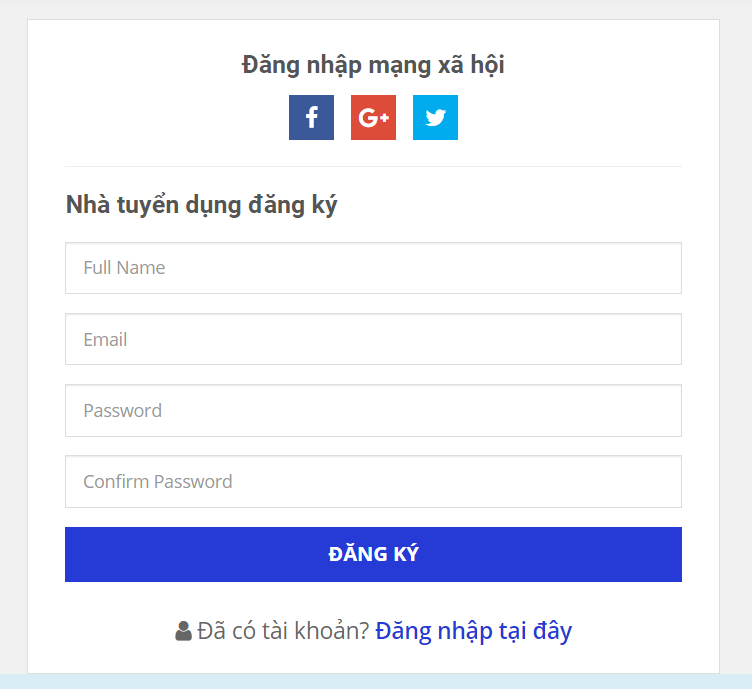 Đăng nhập mạng xã hội
f G+
Nhà tuyển dụng đăng ký
Full Name
Email
Password
Confirm Password
ĐĂNG KÝ
Đã có tài khoản? Đăng nhập tại đây